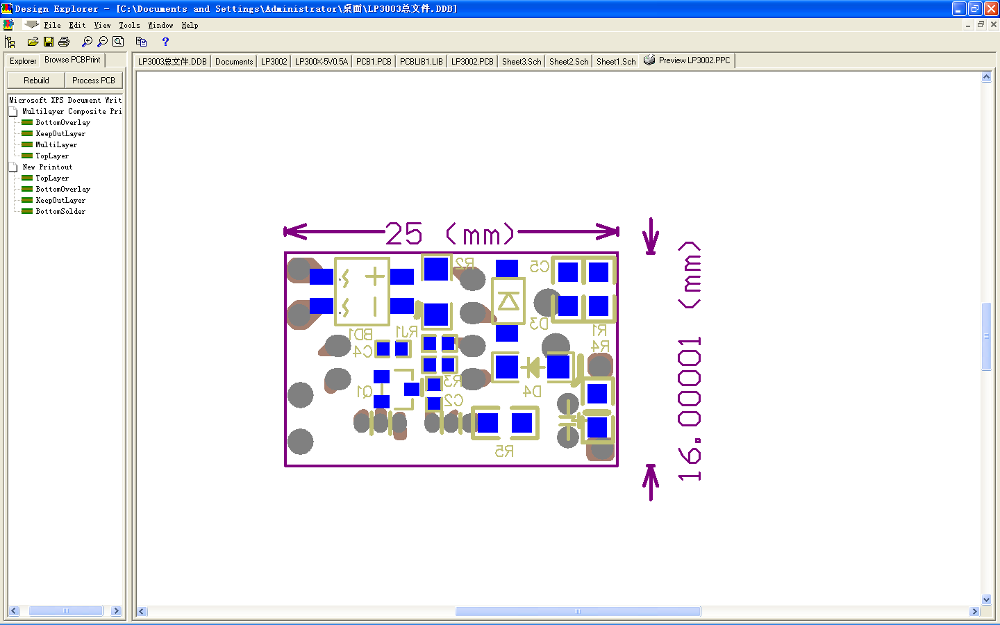 Design Explorer - [C:\Documents and Settings\Administrator\桌面\LP3003总文件.DDB]
File Edit View Tools Window Help
Explorer Browse PCBPrint
Rebuild Process PCB
Microsoft XPS Document Writ
Multilayer Composite Pri
BottomOverlay
KeepOutLayer
MultiLayer
TopLayer
New Printout
TopLayer
BottomOverlay
KeepOutLayer
BottomSolder
LP3003总文件.DDB Documents LP3002 LP300X-5V0.5A PCB1.PCB PCBLIB1.LIB LP3002.PCB Sheet3.Sch Sheet2.Sch Sheet1.Sch Preview LP3002.PPC
25 (mm)
16.00001 (mm)
R2
C5
D3
R1
R4
BD1
RJ1
C4
R3
Q1
C2
D4
R5